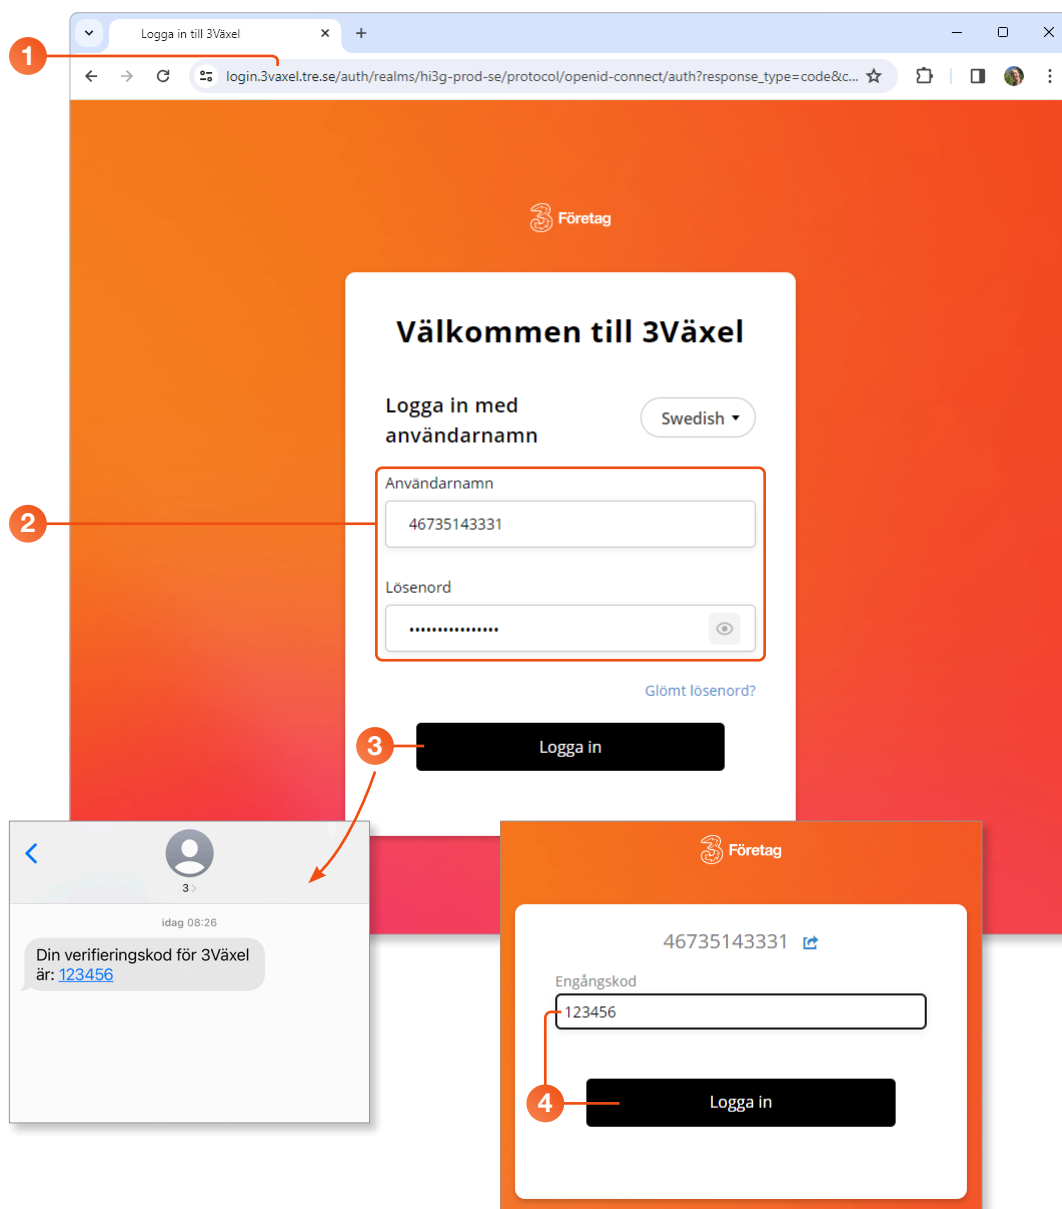 Logga in till 3Växel
1
login.3vaxel.tre.se/auth/realms/hi3g-prod-se/protocol/openid-connect/auth?response_type=code&c...
3 Företag
Välkommen till 3Växel
Logga in med
användarnamn
Swedish
Användarnamn
2
46735143331
Lösenord
••••••••••••••••
Glömt lösenord?
3
Logga in
3
idag 08:26
Din verifieringskod för 3Växel
är: 123456
3 Företag
46735143331
Engångskod
123456
4
Logga in